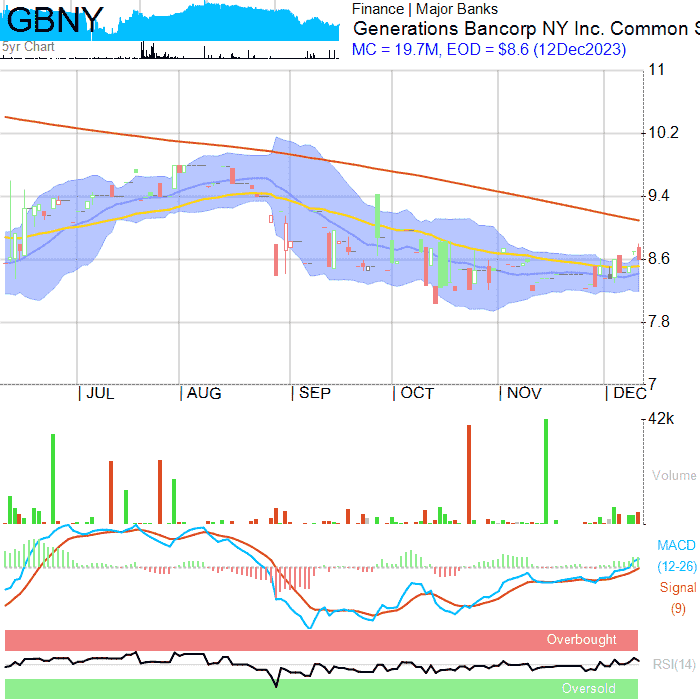 GBNY
5yr Chart
Finance | Major Banks
Generations Bancorp NY Inc. Common S
MC = 19.7M, EOD = $8.6 (12Dec2023)
11
10.2
9.4
8.6
7.8
7
| JUL | AUG | SEP | OCT | NOV | DEC
42k
Volume
MACD
(12-26)
Signal
(9)
Overbought
RSI(14)
Oversold